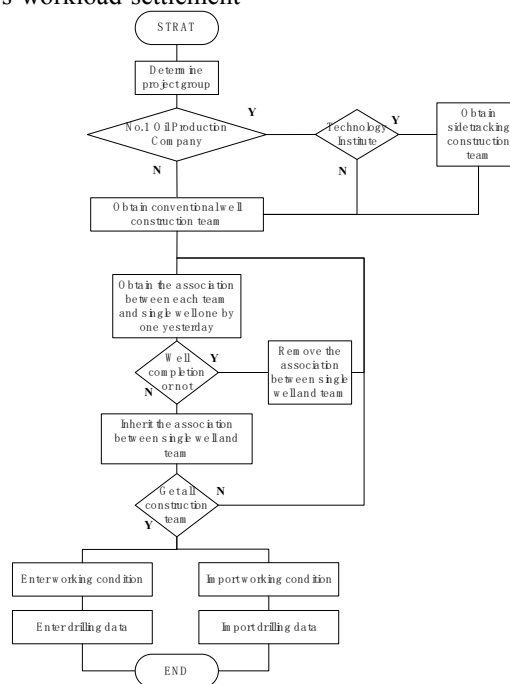 s workload settlement
STRAT
Determine
project group
No.1 Oil Production
Company
Y
N
Technology
Institute
Y
N
Obtain
sidetracking
construction
team
Obtain conventional well
construction team
Obtain the association
between each team
and single well one by
one yesterday
Well
completion
or not
Y
N
Remove the
association
between single
well and team
Inherit the association
between single well and
team
Get all
construction
team
N
Y
Enter working condition
Import working condition
Enter drilling data
Import drilling data
END